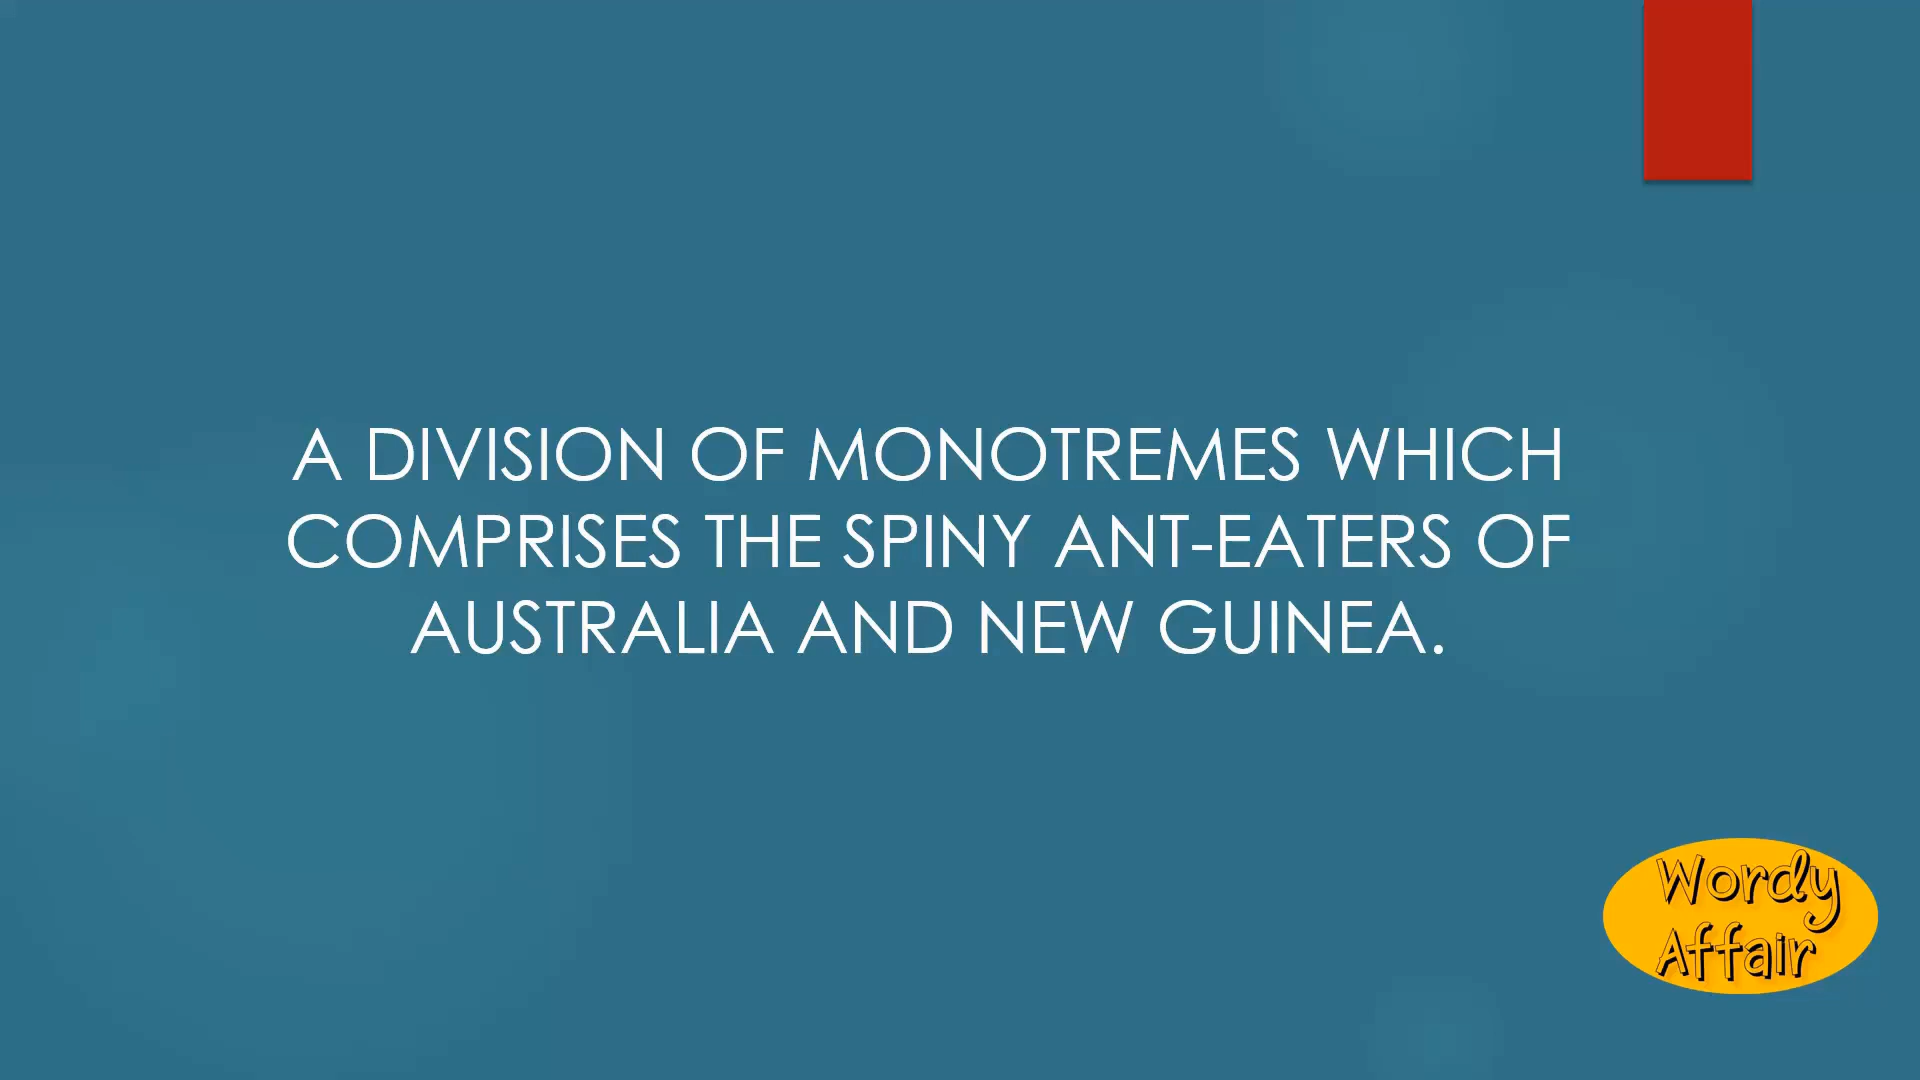 A DIVISION OF MONOTREMES WHICH
COMPRISES THE SPINY ANT-EATERS OF
AUSTRALIA AND NEW GUINEA.
Wordy
Affair